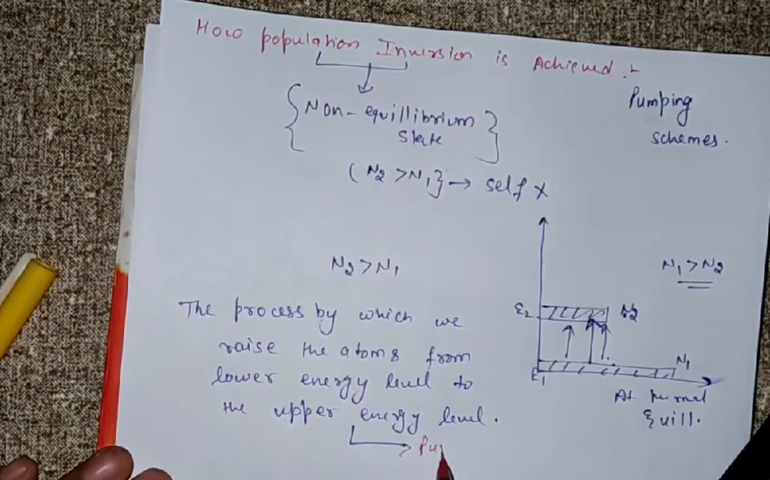 How population Inversion is Achieved :-
Pumping
schemes.
{Non-equillibrium
State}
(N2 >N1} → self X
N2 > N1
N1 > N2
The process by which we
raise the atoms from
lower energy level to
the upper energy level.
→ Pu
E2
N2
E1
N1
At thermal
Equill.